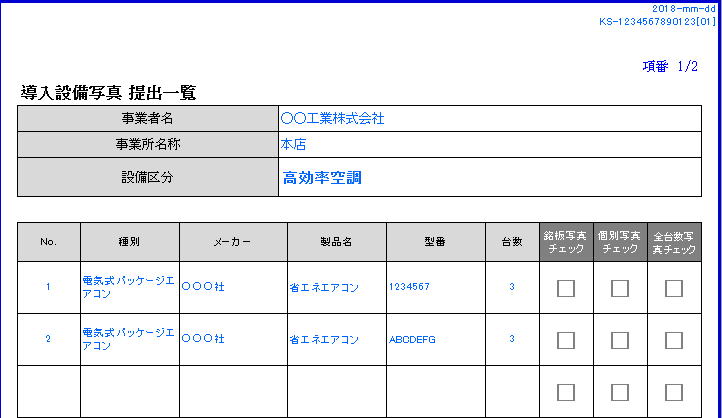 2018-mm-dd
KS-1234567890123[01]
項番 1/2
導入設備写真 提出一覧
事業者名 〇〇工業株式会社
事業所名称 本店
設備区分 高効率空調
No. 種別 メーカー 製品名 型番 台数 銘板写真チェック 個別写真チェック 全台数写真チェック
1 電気式パッケージエアコン 〇〇〇社 省エネエアコン 1234567 3
2 電気式パッケージエアコン 〇〇〇社 省エネエアコン ABCDEFG 3